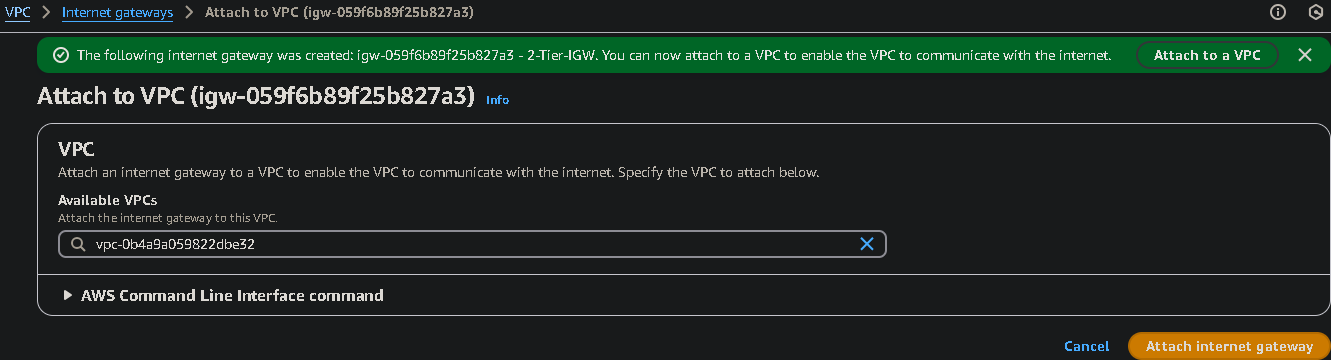 VPC > Internet gateways > Attach to VPC (igw-059f6b89f25b827a3)
The following internet gateway was created: igw-059f6b89f25b827a3 - 2-Tier-IGW. You can now attach to a VPC to enable the VPC to communicate with the internet. Attach to a VPC
Attach to VPC (igw-059f6b89f25b827a3) Info
VPC
Attach an internet gateway to a VPC to enable the VPC to communicate with the internet. Specify the VPC to attach below.
Available VPCs
Attach the internet gateway to this VPC.
vpc-0b4a9a059822dbe32
AWS Command Line Interface command
Cancel Attach internet gateway